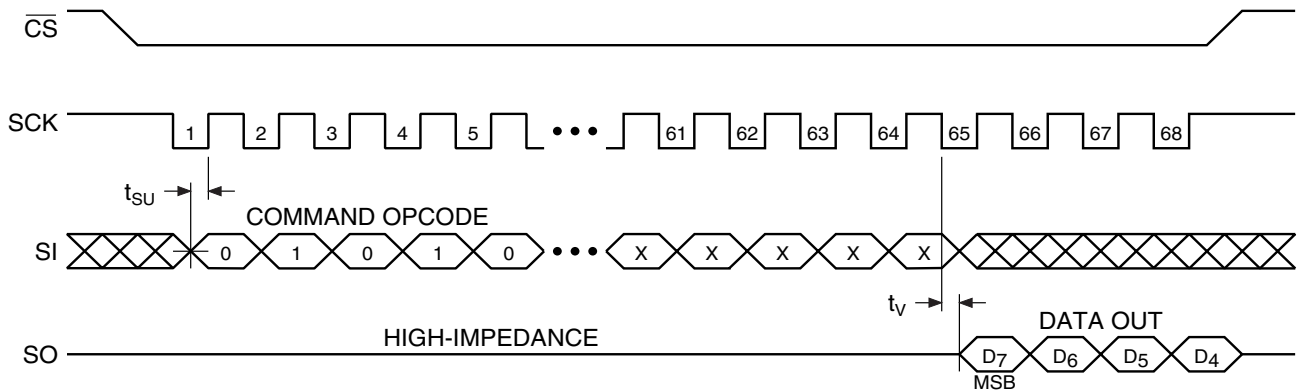 CS
SCK 1 2 3 4 5 ••• 61 62 63 64 65 66 67 68
tSU
COMMAND OPCODE
SI 0 1 0 1 0 ••• X X X X X
tV
HIGH-IMPEDANCE
DATA OUT
SO D7 D6 D5 D4
MSB